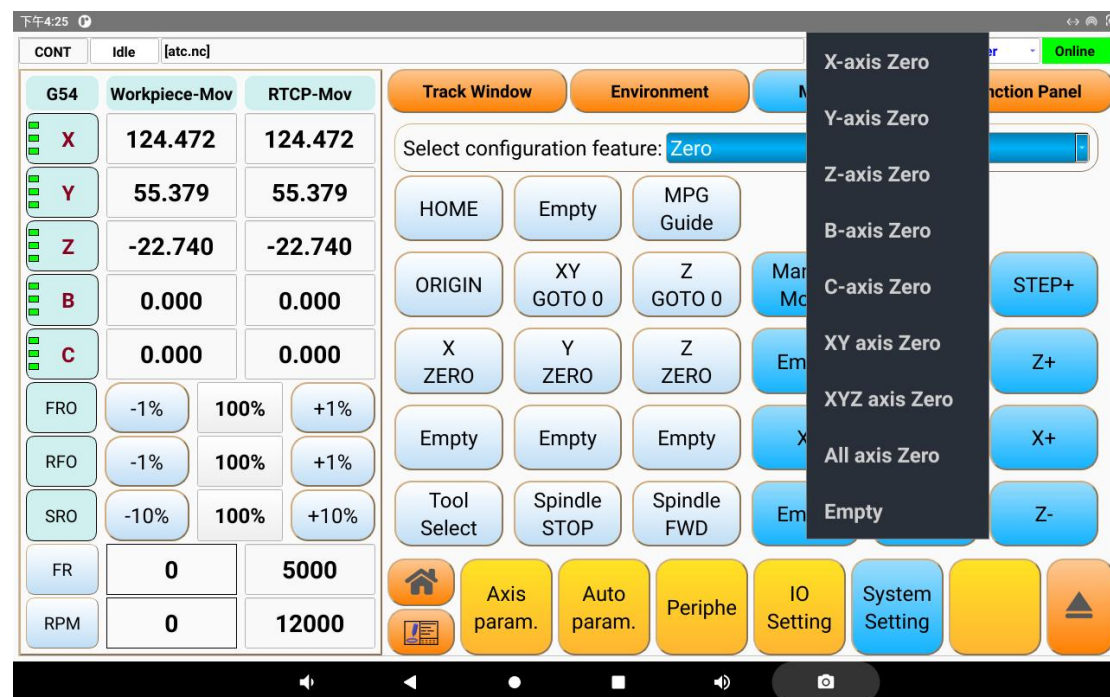 下午4:25
CONT Idle [atc.nc] Online
G54 Workpiece-Mov RTCP-Mov
X 124.472 124.472
Y 55.379 55.379
Z -22.740 -22.740
B 0.000 0.000
C 0.000 0.000
FRO -1% 100% +1%
RFO -1% 100% +1%
SRO -10% 100% +10%
FR 0 5000
RPM 0 12000
Track Window Environment Panel
Select configuration feature: Zero
HOME Empty MPG
Guide
ORIGIN XY
GOTO 0 Z
GOTO 0 STEP+
X
ZERO Y
ZERO Z
ZERO Z+
Empty Empty Empty X+
Tool
Select Spindle
STOP Spindle
FWD Z-
X-axis Zero
Y-axis Zero
Z-axis Zero
B-axis Zero
C-axis Zero
XY axis Zero
XYZ axis Zero
All axis Zero
Empty
Axis
param. Auto
param. Periphe IO
Setting System
Setting